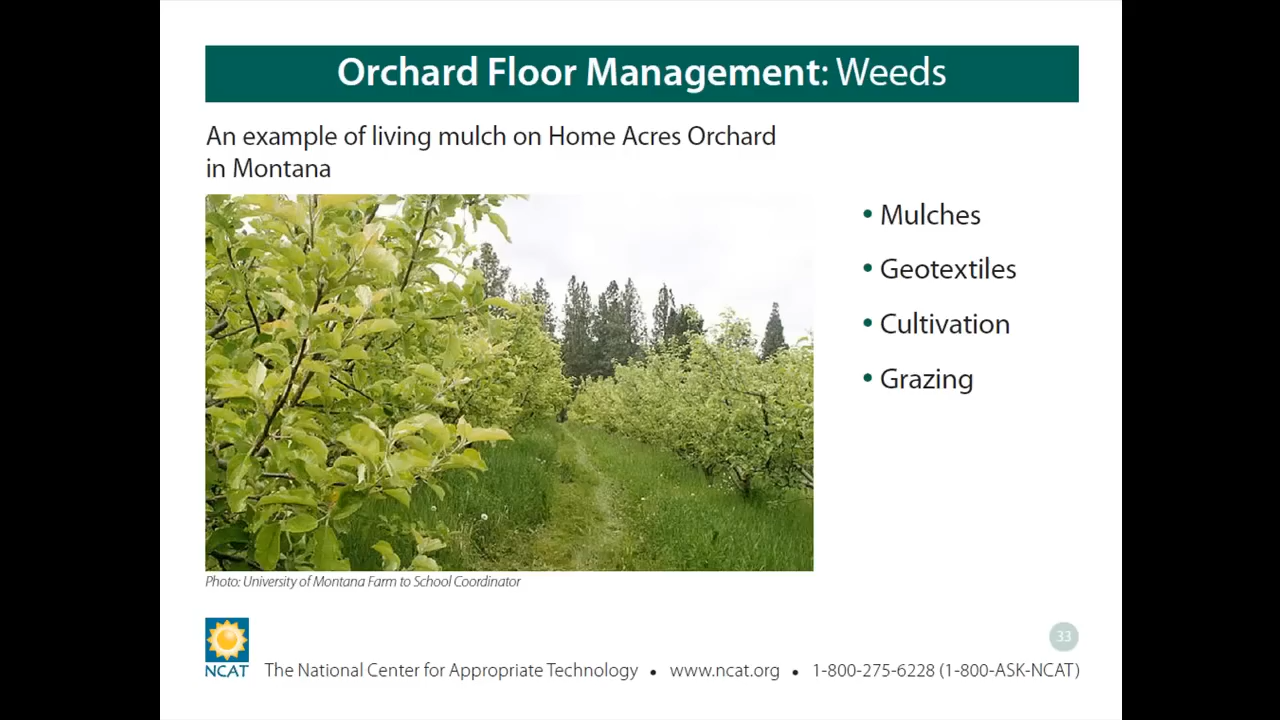 Orchard Floor Management: Weeds
An example of living mulch on Home Acres Orchard
in Montana
• Mulches
• Geotextiles
• Cultivation
• Grazing
Photo: University of Montana Farm to School Coordinator
33
NCAT
The National Center for Appropriate Technology • www.ncat.org • 1-800-275-6228 (1-800-ASK-NCAT)